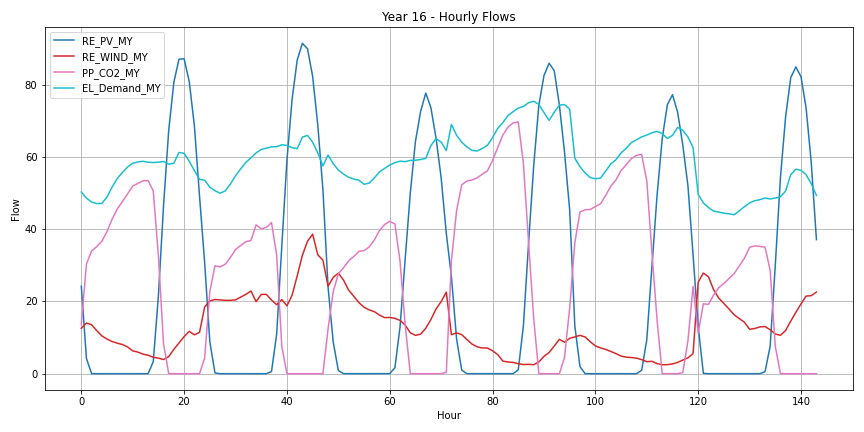 Year 16 - Hourly Flows
RE_PV_MY
RE_WIND_MY
PP_CO2_MY
EL_Demand_MY
Flow
80
60
40
20
0
0 20 40 60 80 100 120 140
Hour